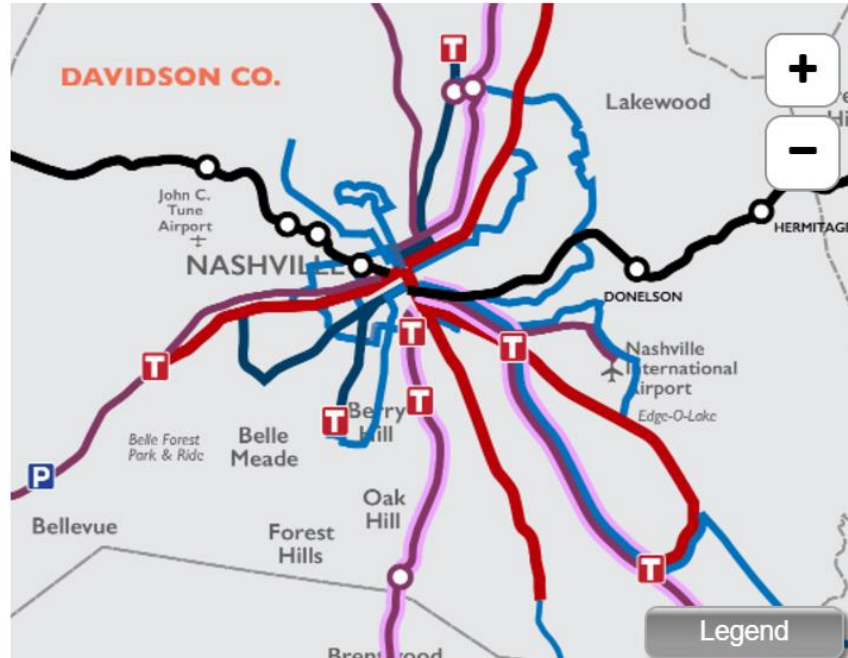 DAVIDSON CO.
T
+
Lakewood
−
John C.
Tune
Airport
HERMITAGE
NASHVILLE
DONELSON
T
T
T
Nashville
International
Airport
T
T
Berry
Hill
Edge-O-Lake
Belle Forest
Park & Ride
Belle
Meade
P
Oak
Hill
Bellevue
Forest
Hills
T
Legend
Brentwood